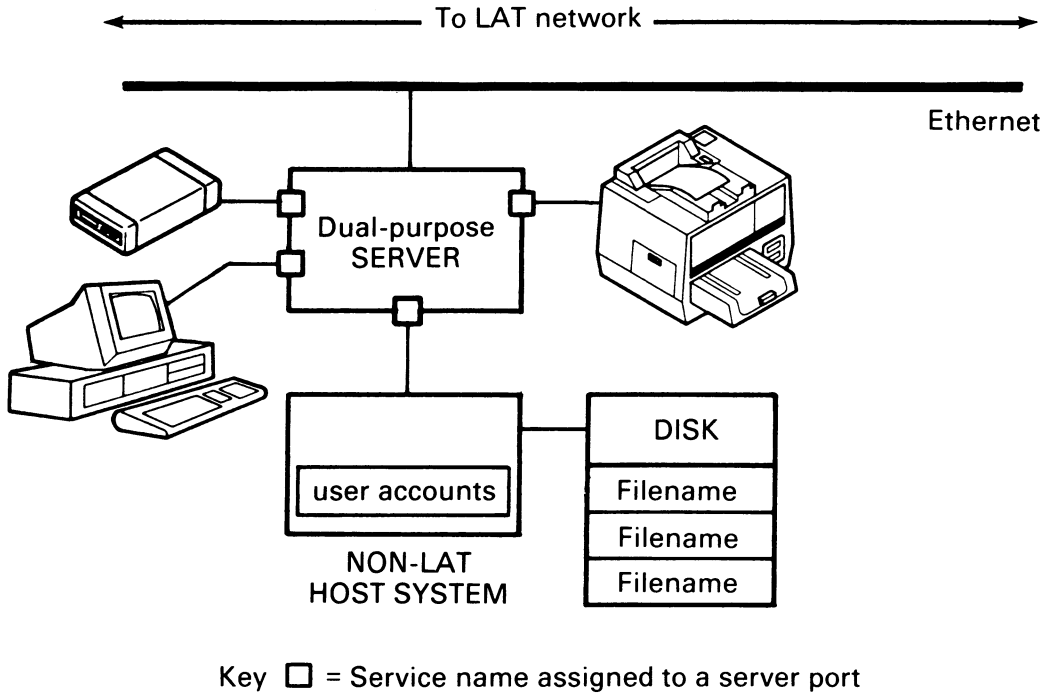 To LAT network
Ethernet
Dual-purpose
SERVER
DISK
user accounts
Filename
Filename
Filename
NON-LAT
HOST SYSTEM
Key = Service name assigned to a server port